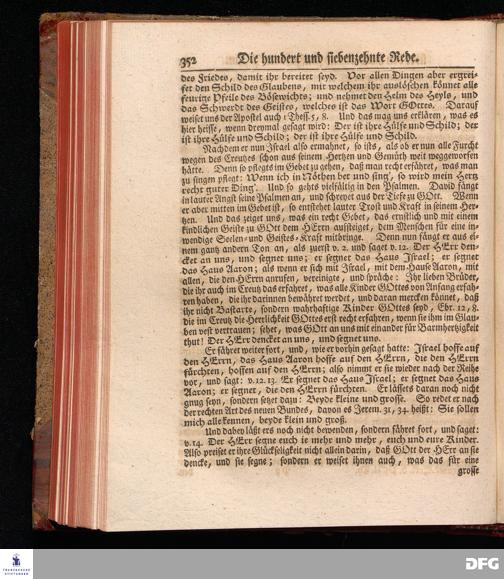 352 Die hundert und siebenzehnte Rede.
des Friedes, damit ihr bereitet seyd. Vor allen Dingen aber ergrei-
fet den Schild des Glaubens, mit welchem ihr auslöschen könnet alle
feurige Pfeile des Bösewichtes; und nehmet den Helm des Heyls, und
das Schwerdt des Geistes, welches ist das Wort GOttes. Darauf
weiset uns der Apostel auch 1 Thess. 5, 8. Und das mag uns erklären, was es
hier heisse, wenn dreymal gesagt wird: Der ist ihre Hülfe und Schild; der
ist ihre Hülfe und Schild; der ist ihre Hülfe und Schild.
Nachdem er nun Israel also ermahnet, so ists, als ob er nun alle Furcht
wegen des Creutzes schon aus seinem Hertzen und Gemüth weit weggeworfen
hätte. Denn so pflegts im Gebet zu gehen, daß man recht erfähret, was man
zu singen pfleget: Wenn ich in Nöthen bet und sing', so wird mein Hertz
recht guter Ding'. Und so gehts vielfältig in den Psalmen. David fängt
in lauter Angst seine Psalmen an, und schreyet aus der Tiefe zu GOtt. Wenn
er aber mitten im Gebet ist, so entstehet lauter Trost und Kraft in seinem Her-
tzen. Und das zeiget uns, was ein recht Gebet, das ernstlich und mit einem
kindlichen Geiste zu GOtt dem HErrn aufsteiget, dem Menschen für eine in-
wendige Seelen- und Geistes-Kraft mitbringe. Denn nun fängt er aus ei-
nem gantz andern Ton an, als zuerst v. 2. und saget v. 12. Der HErr den-
cket an uns, und segnet uns; er segnet das Haus Israel; er segnet
das Haus Aaron; als wenn er sich mit Israel, mit dem Hause Aaron, mit
allen, die den HErrn anrufen, vereinigte, und spräche: Ihr lieben Brüder,
die ihr auch im Creutz das erfahret, was alle Kinder GOttes von Anfang erfah-
ren haben, die ihr darinnen bewähret werdet, und daran mercken könnet, daß
ihr nicht Bastarte, sondern wahrhaftige Kinder GOttes seyd, Ebr. 12, 8.
die im Creutz die Herrlichkeit GOttes erst recht erfahren, wenn sie ihm im Glau-
ben vest vertrauen; sehet, was GOtt an uns mit einander für Barmhertzigkeit
thut! Der HErr dencket an uns, und segnet uns.
Er fähret weiter fort, und, wie er vorhin gesagt hatte: Israel hoffe auf
den HErrn, das Haus Aaron hoffe auf den HErrn, die den HErrn
fürchten, hoffen auf den HErrn; also nimmt er sie wieder nach der Reihe
vor, und sagt: v. 12. 13. Er segnet das Haus Israel; er segnet das Haus
Aaron; er segnet, die den HErrn fürchten. Er lässets daran noch nicht
gnug seyn, sondern setzet dazu: Beyde kleine und grosse. So redet er nach
der rechten Art des neuen Bundes, davon es Jerem. 31, 34. heißt: Sie sollen
mich alle kennen, beyde klein und groß.
Und dabey läßt ers noch nicht bewenden, sondern fähret fort, und saget:
v. 14. Der HErr segne euch ie mehr und mehr, euch und eure Kinder.
Also preiset er ihre Glückseligkeit nicht allein darin, daß GOtt der HErr an sie
dencke, und sie segne; sondern er weiset ihnen auch, was das für eine
grosse
FRANCKESCHE STIFTUNGEN
DFG